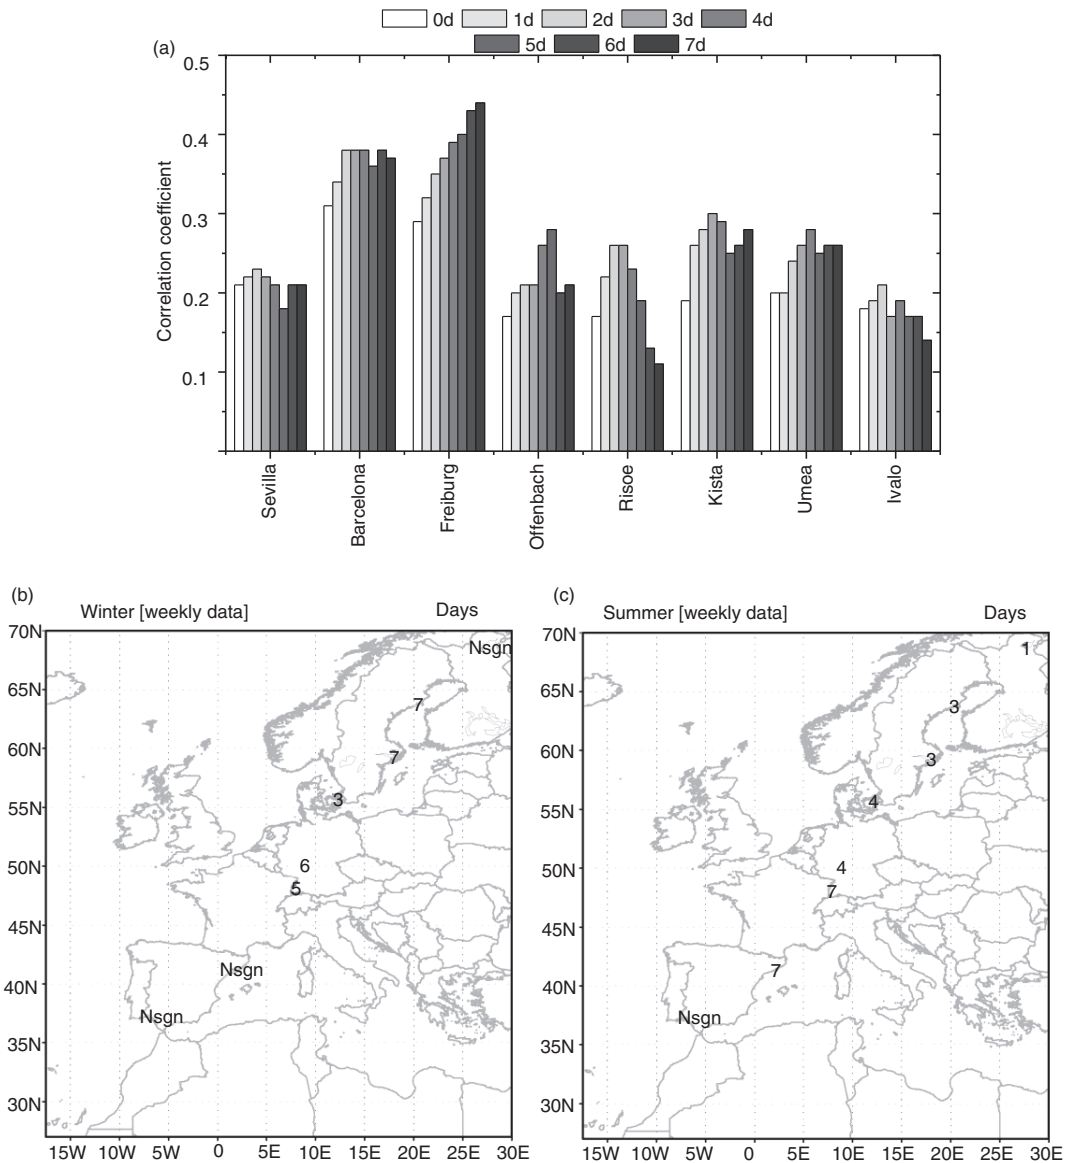 0d 1d 2d 3d 4d
5d 6d 7d
(a)
0.5
0.4
0.3
0.2
0.1
Correlation coefficient
Sevilla
Barcelona
Freiburg
Offenbach
Risoe
Kista
Umea
Ivalo
(b)
Winter [weekly data] Days
70N
65N
60N
55N
50N
45N
40N
35N
30N
Nsgn
7
7
3
6
5
Nsgn
Nsgn
15W 10W 5W 0 5E 10E 15E 20E 25E 30E
(c)
Summer [weekly data] Days
70N
65N
60N
55N
50N
45N
40N
35N
30N
1
3
3
4
4
7
7
Nsgn
15W 10W 5W 0 5E 10E 15E 20E 25E 30E